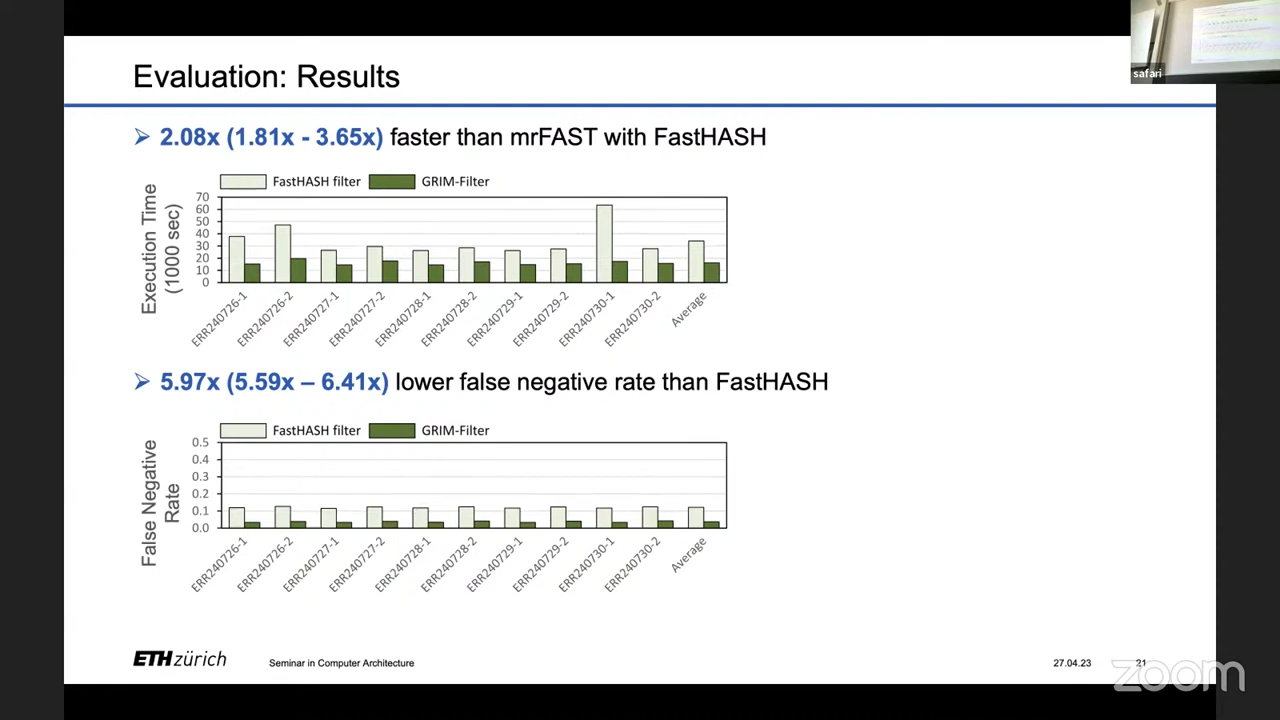 safari
Evaluation: Results
➢ 2.08x (1.81x - 3.65x) faster than mrFAST with FastHASH
FastHASH filter GRIM-Filter
Execution Time
(1000 sec)
70
60
50
40
30
20
10
0
ERR240726-1 ERR240726-2 ERR240727-1 ERR240727-2 ERR240728-1 ERR240728-2 ERR240729-1 ERR240729-2 ERR240730-1 ERR240730-2 Average
➢ 5.97x (5.59x – 6.41x) lower false negative rate than FastHASH
FastHASH filter GRIM-Filter
False Negative
Rate
0.5
0.4
0.3
0.2
0.1
0.0
ERR240726-1 ERR240726-2 ERR240727-1 ERR240727-2 ERR240728-1 ERR240728-2 ERR240729-1 ERR240729-2 ERR240730-1 ERR240730-2 Average
ETH zürich Seminar in Computer Architecture 27.04.23 21
zoom